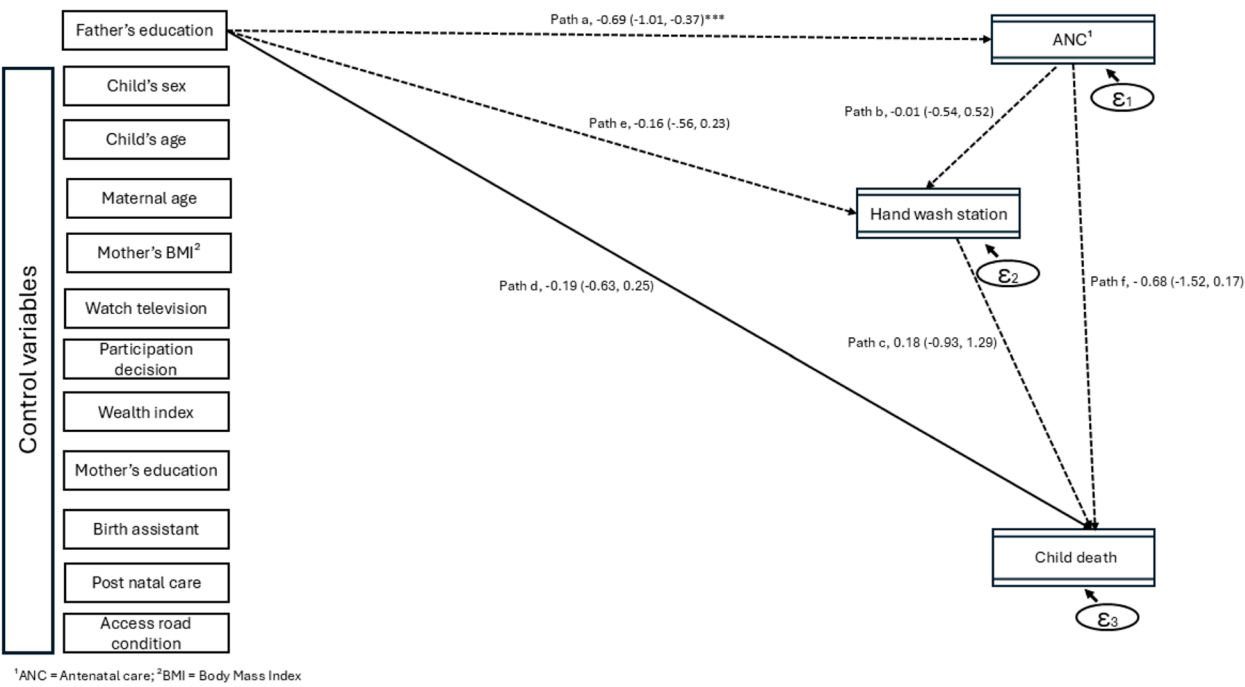 Path a, -0.69 (-1.01, -0.37)***
Father's education
ANC¹
Child's sex
ε1
Path b, -0.01 (-0.54, 0.52)
Path e, -0.16 (-.56, 0.23)
Child's age
Maternal age
Hand wash station
Mother's BMI²
ε2
Path d, -0.19 (-0.63, 0.25)
Path f, - 0.68 (-1.52, 0.17)
Watch television
Path c, 0.18 (-0.93, 1.29)
Participation
decision
Control variables
Wealth index
Mother's education
Birth assistant
Child death
Post natal care
ε3
Access road
condition
¹ANC = Antenatal care; ²BMI = Body Mass Index